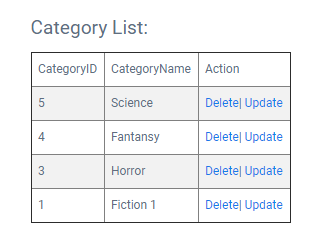 Category List:
CategoryID CategoryName Action
5 Science Delete| Update
4 Fantansy Delete| Update
3 Horror Delete| Update
1 Fiction 1 Delete| Update